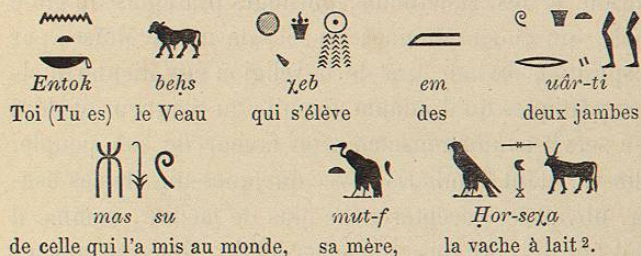 Entok beḥs χeb em uâr-ti
Toi (Tu es) le Veau qui s'élève des deux jambes
mas su mut-f Ḥor-seχa
de celle qui l'a mis au monde, sa mère, la vache à lait ².